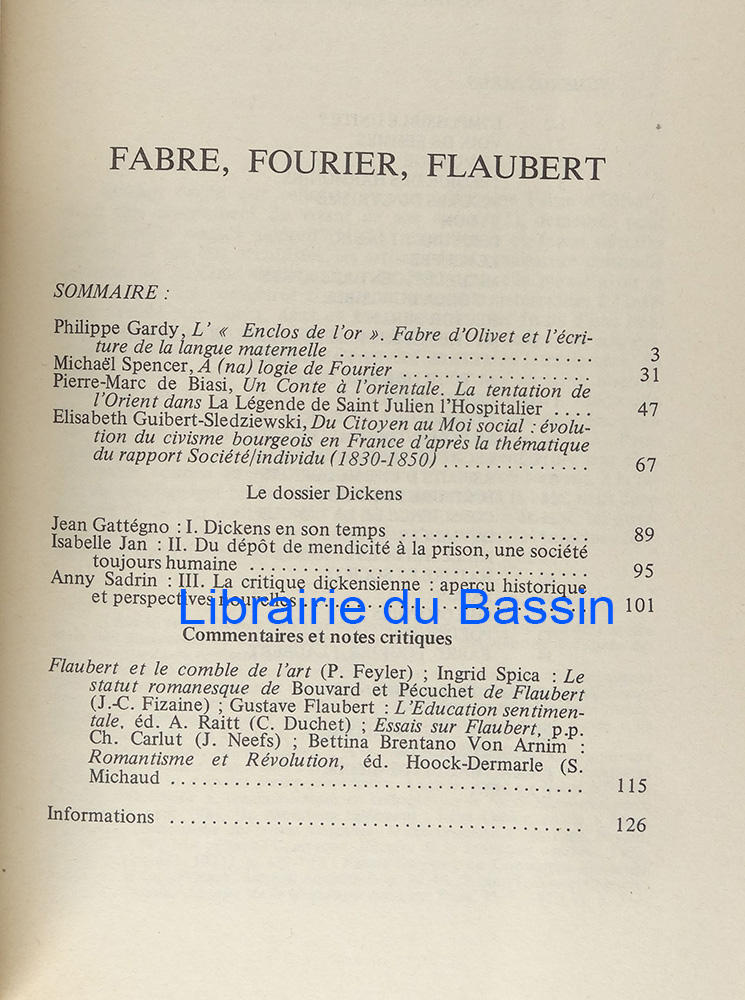 FABRE, FOURIER, FLAUBERT
SOMMAIRE :
Philippe Gardy, L' « Enclos de l'or ». Fabre d'Olivet et l'écri-
ture de la langue maternelle . . . . . . . . . . . . . . . . . . . . . . . 3
Michaël Spencer, A (na) logie de Fourier . . . . . . . . . . . . . . . . . 31
Pierre-Marc de Biasi, Un Conte à l'orientale. La tentation de
l'Orient dans La Légende de Saint Julien l'Hospitalier . . . . 47
Elisabeth Guibert-Sledziewski, Du Citoyen au Moi social : évolu-
tion du civisme bourgeois en France d'après la thématique
du rapport Société/individu (1830-1850) . . . . . . . . . . . . . 67
Le dossier Dickens
Jean Gattégno : I. Dickens en son temps . . . . . . . . . . . . . . . . . 89
Isabelle Jan : II. Du dépôt de mendicité à la prison, une société
toujours humaine . . . . . . . . . . . . . . . . . . . . . . . . . . . . . . 95
Anny Sadrin : III. La critique dickensienne : aperçu historique
et perspectives nouvelles . . . . . . . . . . . . . . . . . . . . . . . . . 101
Librairie du Bassin
Commentaires et notes critiques
Flaubert et le comble de l'art (P. Feyler) ; Ingrid Spica : Le
statut romanesque de Bouvard et Pécuchet de Flaubert
(J.-C. Fizaine) ; Gustave Flaubert : L'Education sentimen-
tale, éd. A. Raitt (C. Duchet) ; Essais sur Flaubert, p.p.
Ch. Carlut (J. Neefs) ; Bettina Brentano Von Arnim :
Romantisme et Révolution, éd. Hoock-Dermarle (S.
Michaud . . . . . . . . . . . . . . . . . . . . . . . . . . . . . . . . . . . . . 115
Informations . . . . . . . . . . . . . . . . . . . . . . . . . . . . . . . . . . . . 126